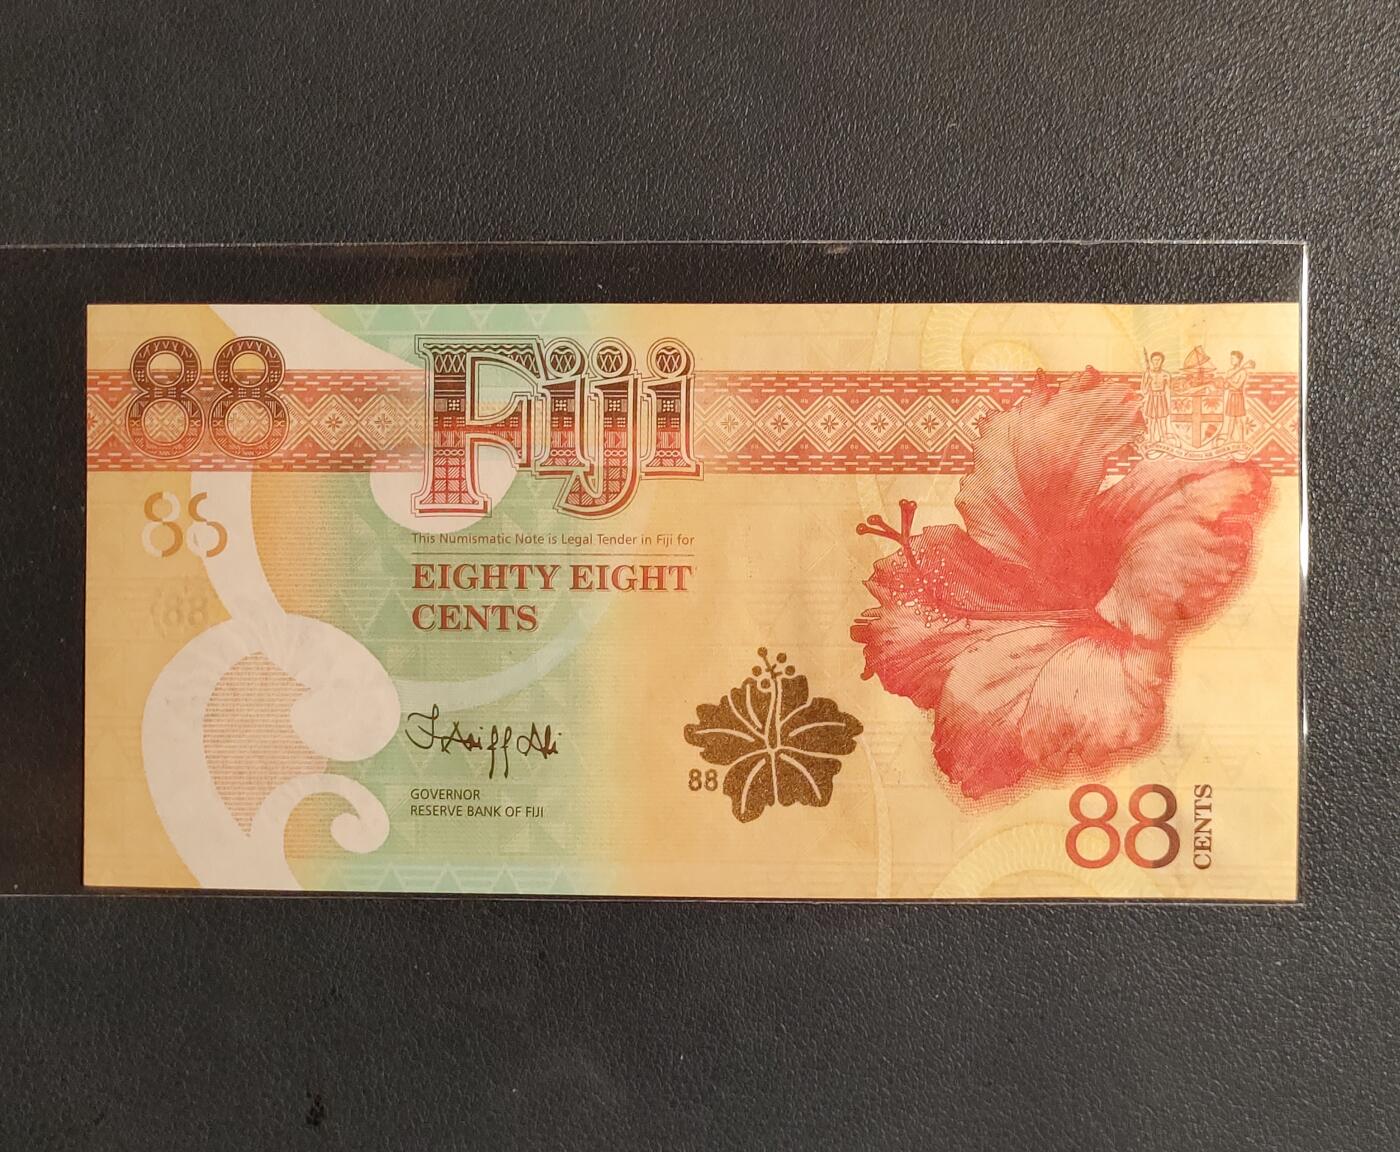 88
Fiji
88
This Numismatic Note is Legal Tender in Fiji for
EIGHTY EIGHT
CENTS
GOVERNOR
RESERVE BANK OF FIJI
88
88
CENTS